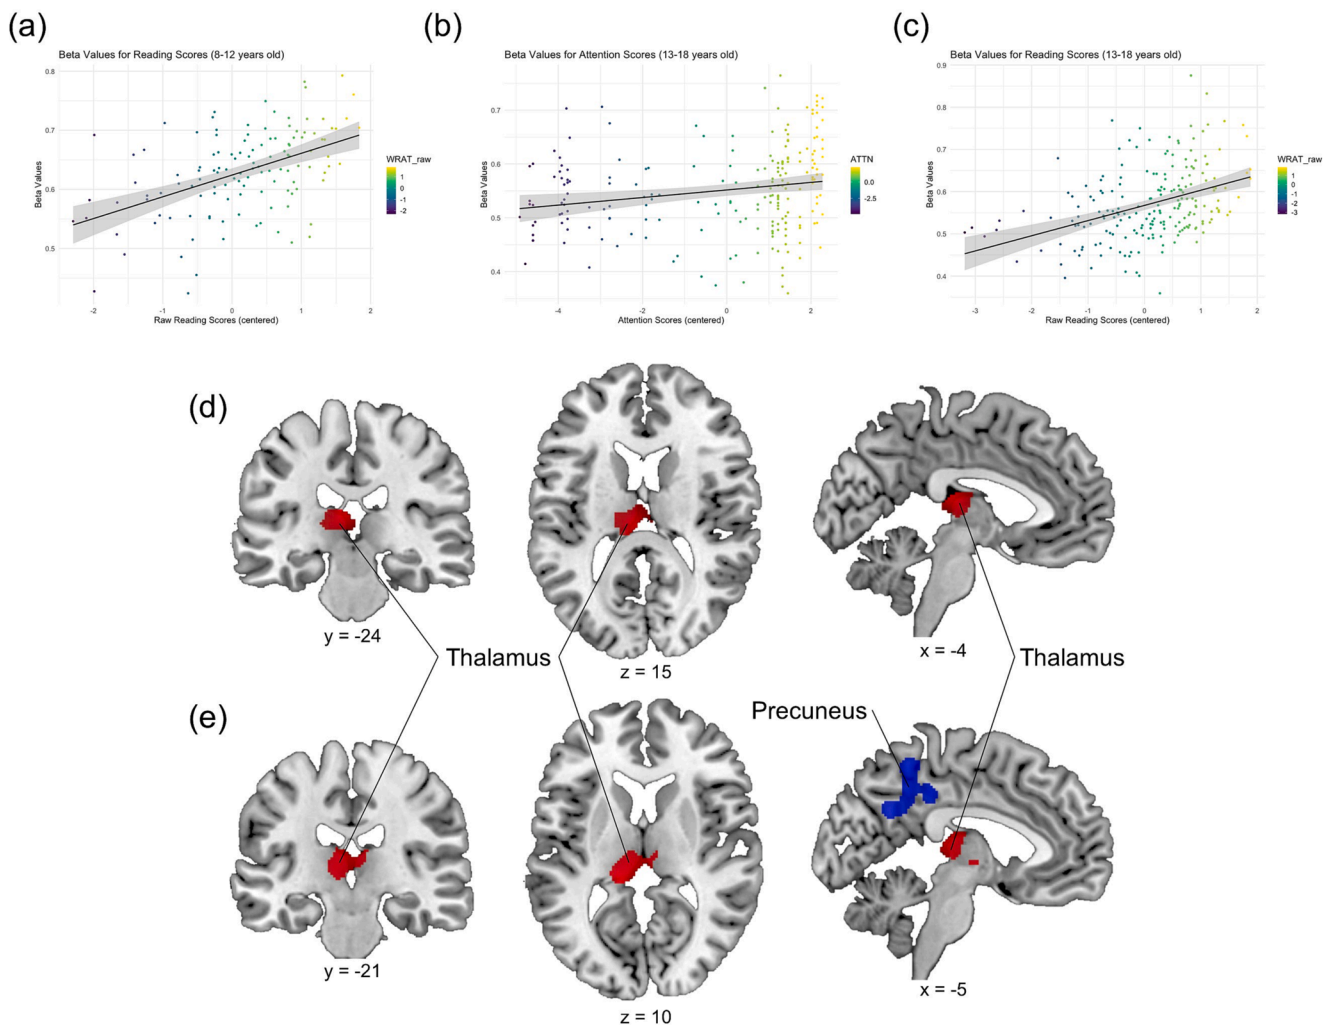 (a)
Beta Values for Reading Scores (8-12 years old)
Beta Values
0.8
0.7
0.6
0.5
-2
-1
0
1
2
Raw Reading Scores (centered)
WRAT_raw
1
0
-1
-2
(b)
Beta Values for Attention Scores (13-18 years old)
Beta Values
0.7
0.6
0.5
0.4
-4
-2
0
2
Attention Scores (centered)
ATTN
0.0
-2.5
(c)
Beta Values for Reading Scores (13-18 years old)
Beta Values
0.9
0.8
0.7
0.6
0.5
0.4
-3
-2
-1
0
1
2
Raw Reading Scores (centered)
WRAT_raw
1
0
-1
-2
-3
(d)
y = -24
z = 15
x = -4
Thalamus
Thalamus
(e)
Precuneus
y = -21
z = 10
x = -5